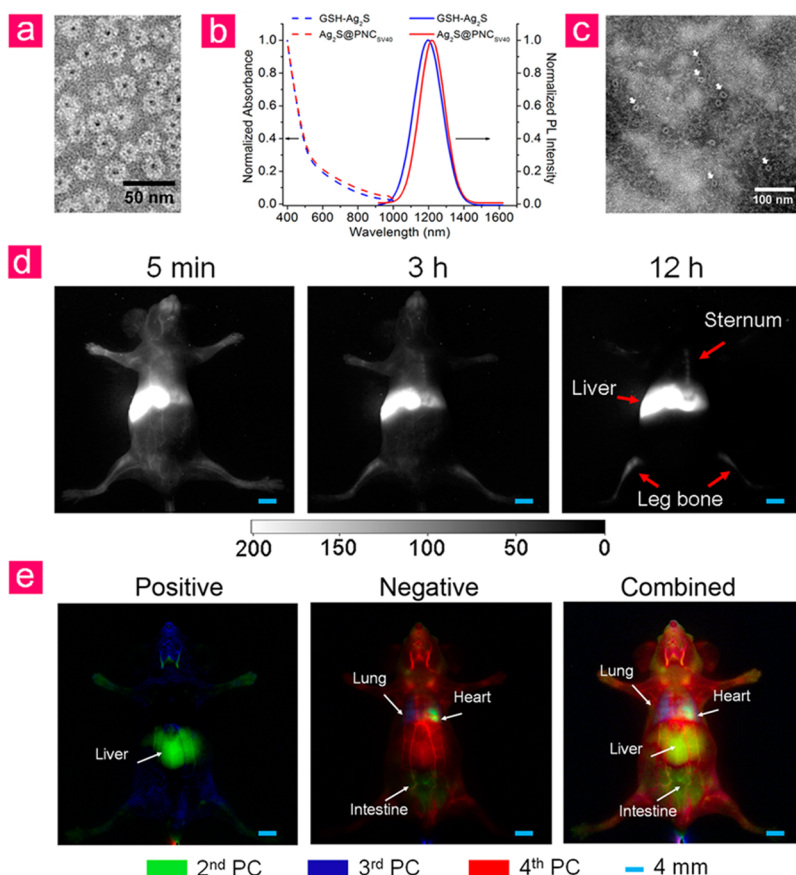 a
50 nm
b
GSH-Ag2S GSH-Ag2S
Ag2S@PNCSV40 Ag2S@PNCSV40
Normalized Absorbance
1.0
0.8
0.6
0.4
0.2
0.0
400 600 800 1000 1200 1400 1600
Wavelength (nm)
1.0
0.8
0.6
0.4
0.2
0.0
Normalized PL Intensity
c
100 nm
d
5 min 3 h 12 h
Sternum
Liver
Leg bone
200 150 100 50 0
e
Positive Negative Combined
Liver
Lung
Heart
Intestine
Lung
Heart
Liver
Intestine
2nd PC 3rd PC 4th PC 4 mm